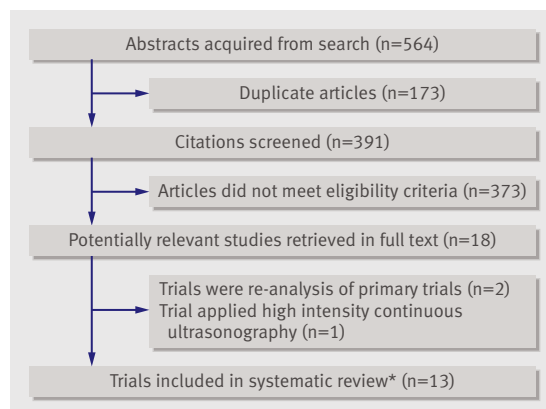 Abstracts acquired from search (n=564)
Duplicate articles (n=173)
Citations screened (n=391)
Articles did not meet eligibility criteria (n=373)
Potentially relevant studies retrieved in full text (n=18)
Trials were re-analysis of primary trials (n=2)
Trial applied high intensity continuous
ultrasonography (n=1)
Trials included in systematic review* (n=13)